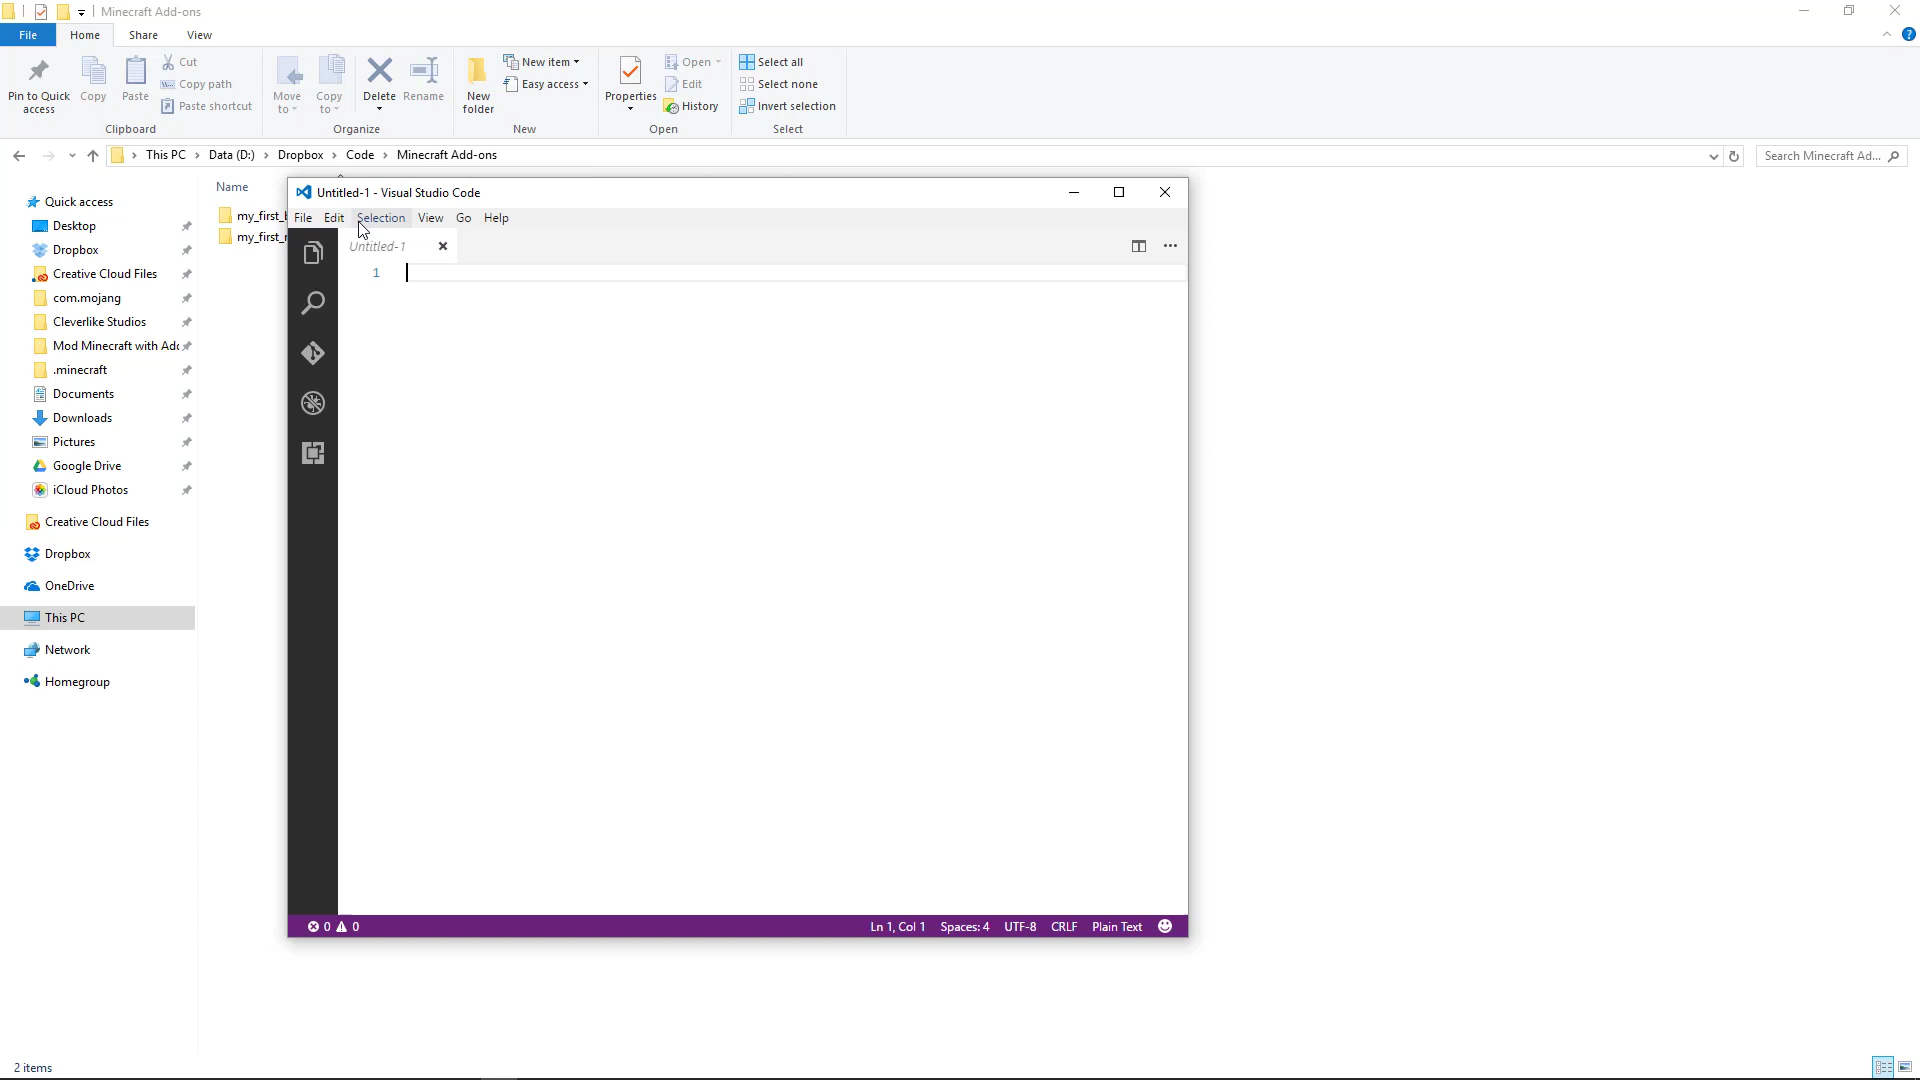 Minecraft Add-ons
File Home Share View
Pin to Quick access
Copy
Paste
Cut
Copy path
Paste shortcut
Clipboard
Move to
Copy to
Delete
Rename
Organize
New folder
New item
Easy access
New
Properties
Open
Edit
History
Open
Select all
Select none
Invert selection
Select
This PC Data (D:) Dropbox Code Minecraft Add-ons
Search Minecraft Ad...
Quick access
Desktop
Dropbox
Creative Cloud Files
com.mojang
Cleverlike Studios
Mod Minecraft with Adc
.minecraft
Documents
Downloads
Pictures
Google Drive
iCloud Photos
Creative Cloud Files
Dropbox
OneDrive
This PC
Network
Homegroup
Name
my_first_b
my_first_r
Untitled-1 - Visual Studio Code
File Edit Selection View Go Help
Untitled-1
1
0 0
Ln 1, Col 1 Spaces: 4 UTF-8 CRLF Plain Text
2 items